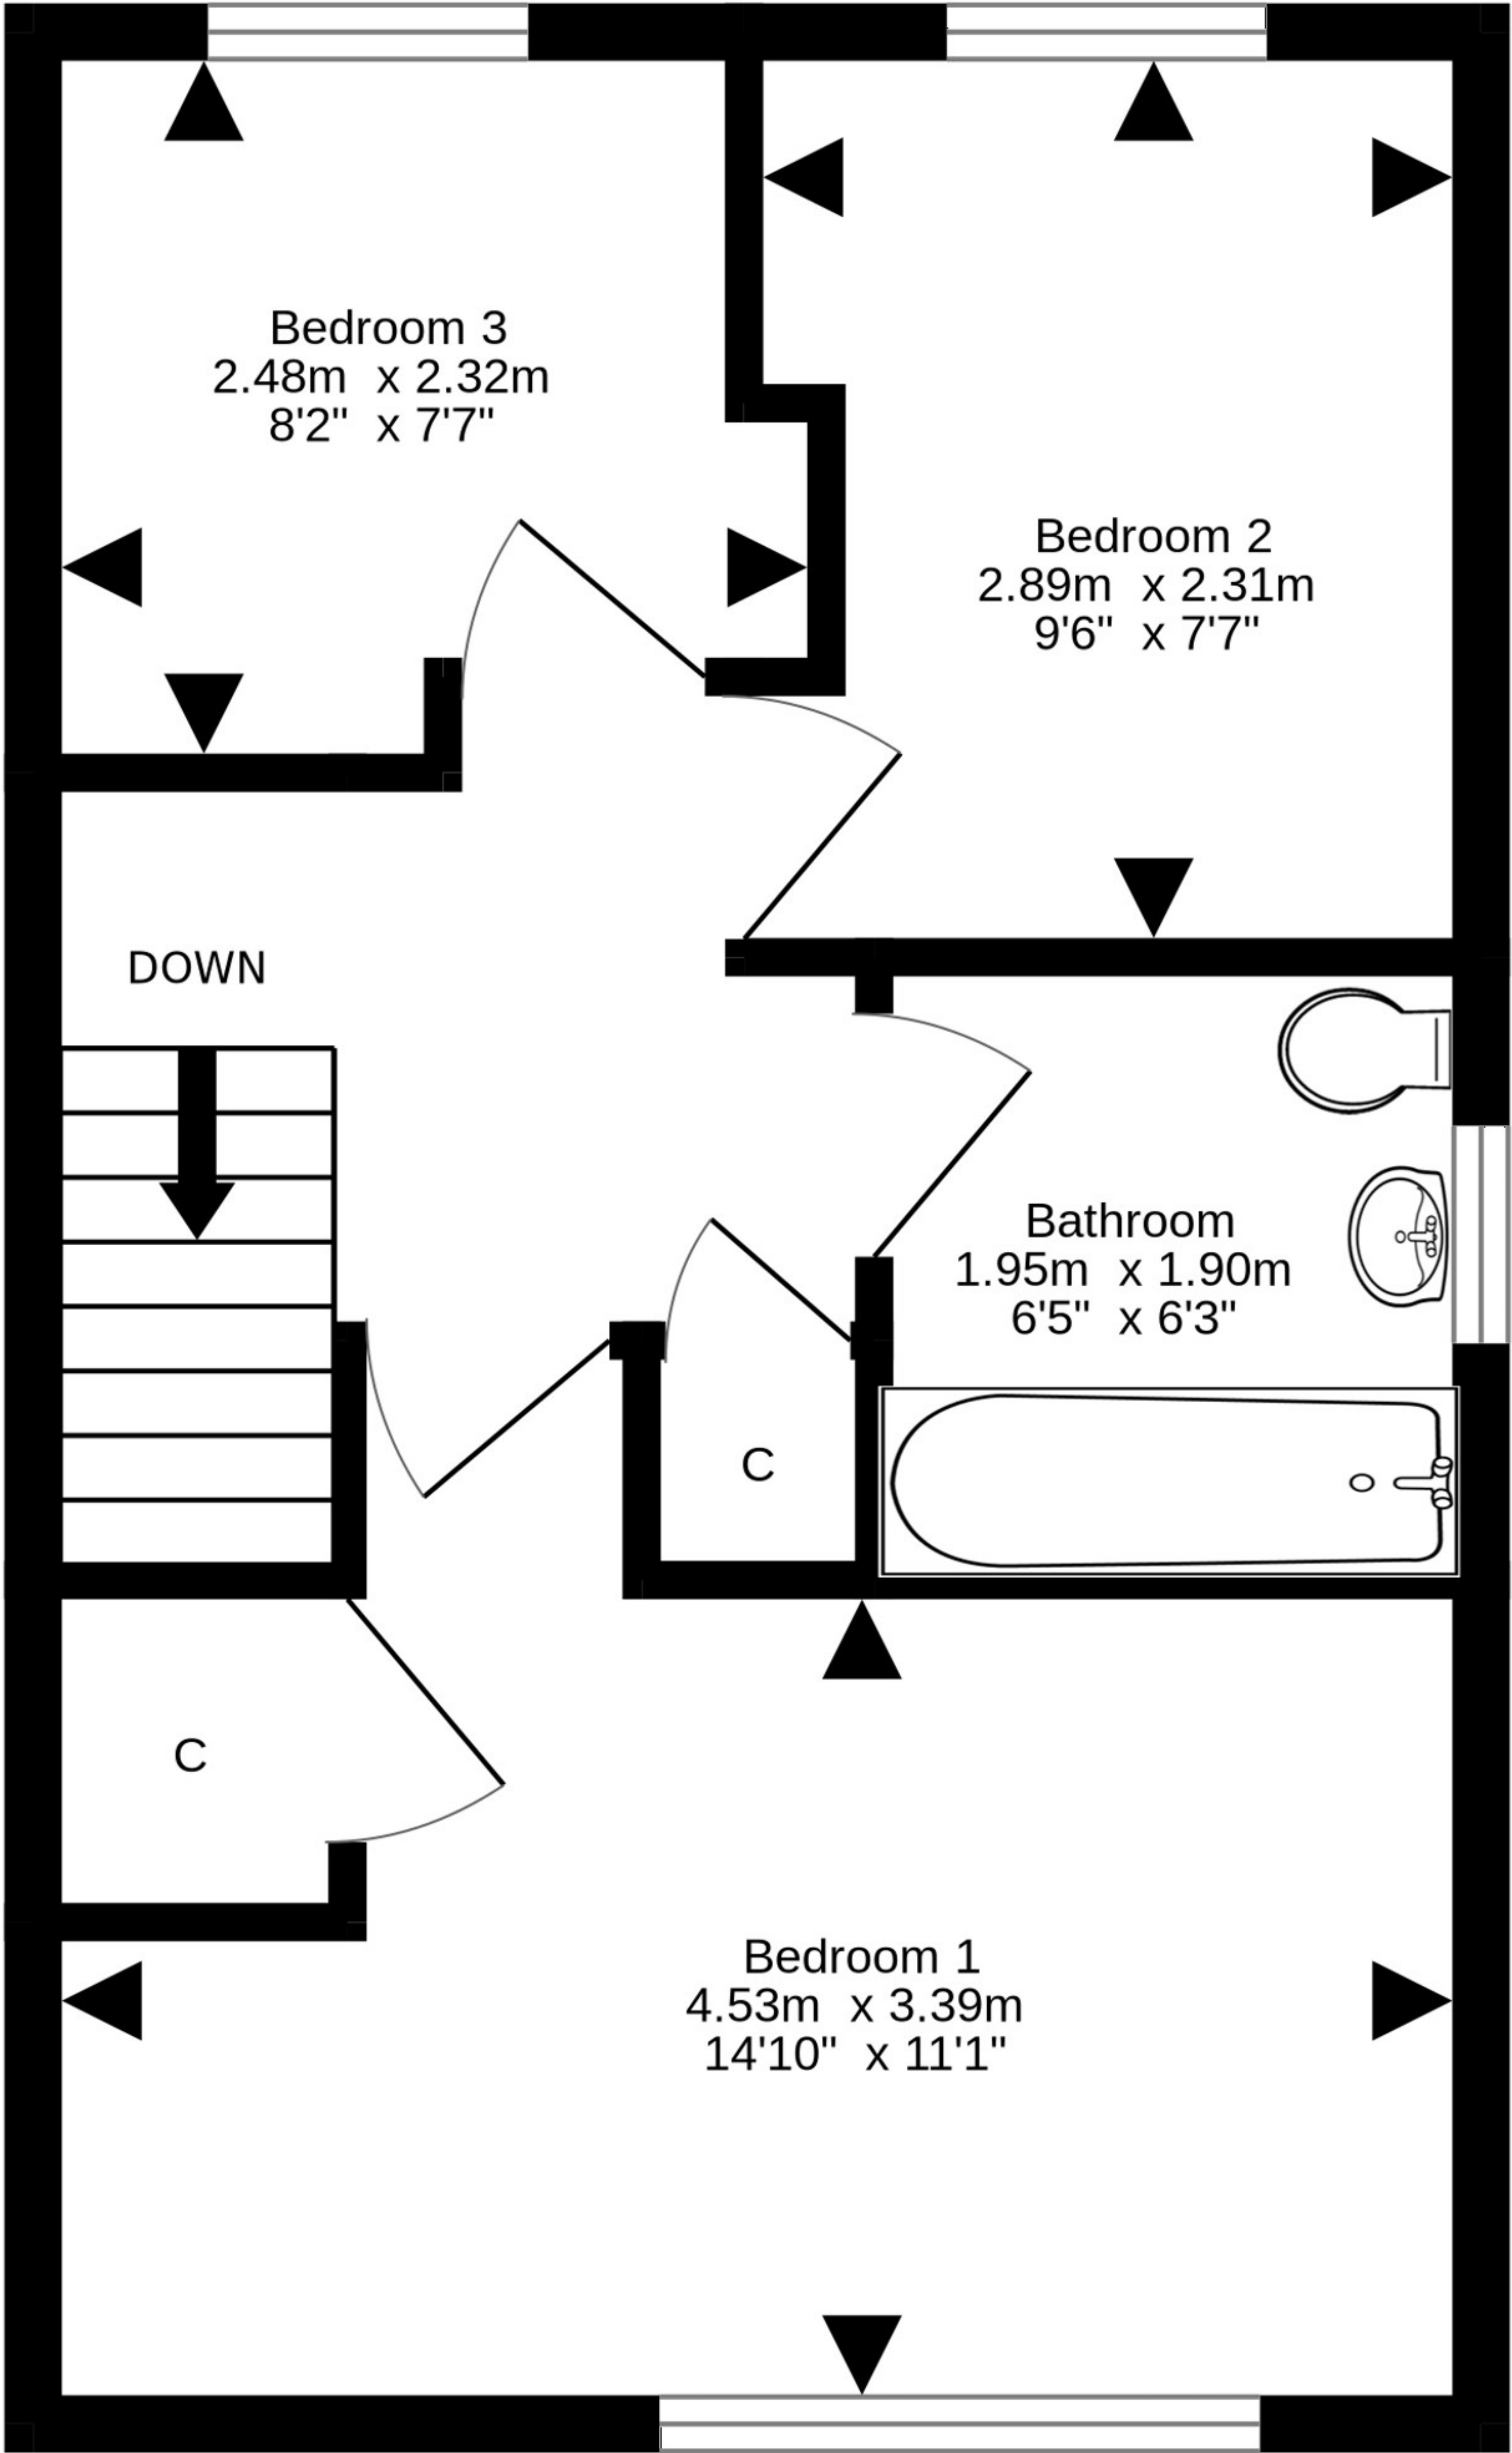 Bedroom 3
2.48m x 2.32m
8'2" x 7'7"
Bedroom 2
2.89m x 2.31m
9'6" x 7'7"
DOWN
Bathroom
1.95m x 1.90m
6'5" x 6'3"
C
C
Bedroom 1
4.53m x 3.39m
14'10" x 11'1"